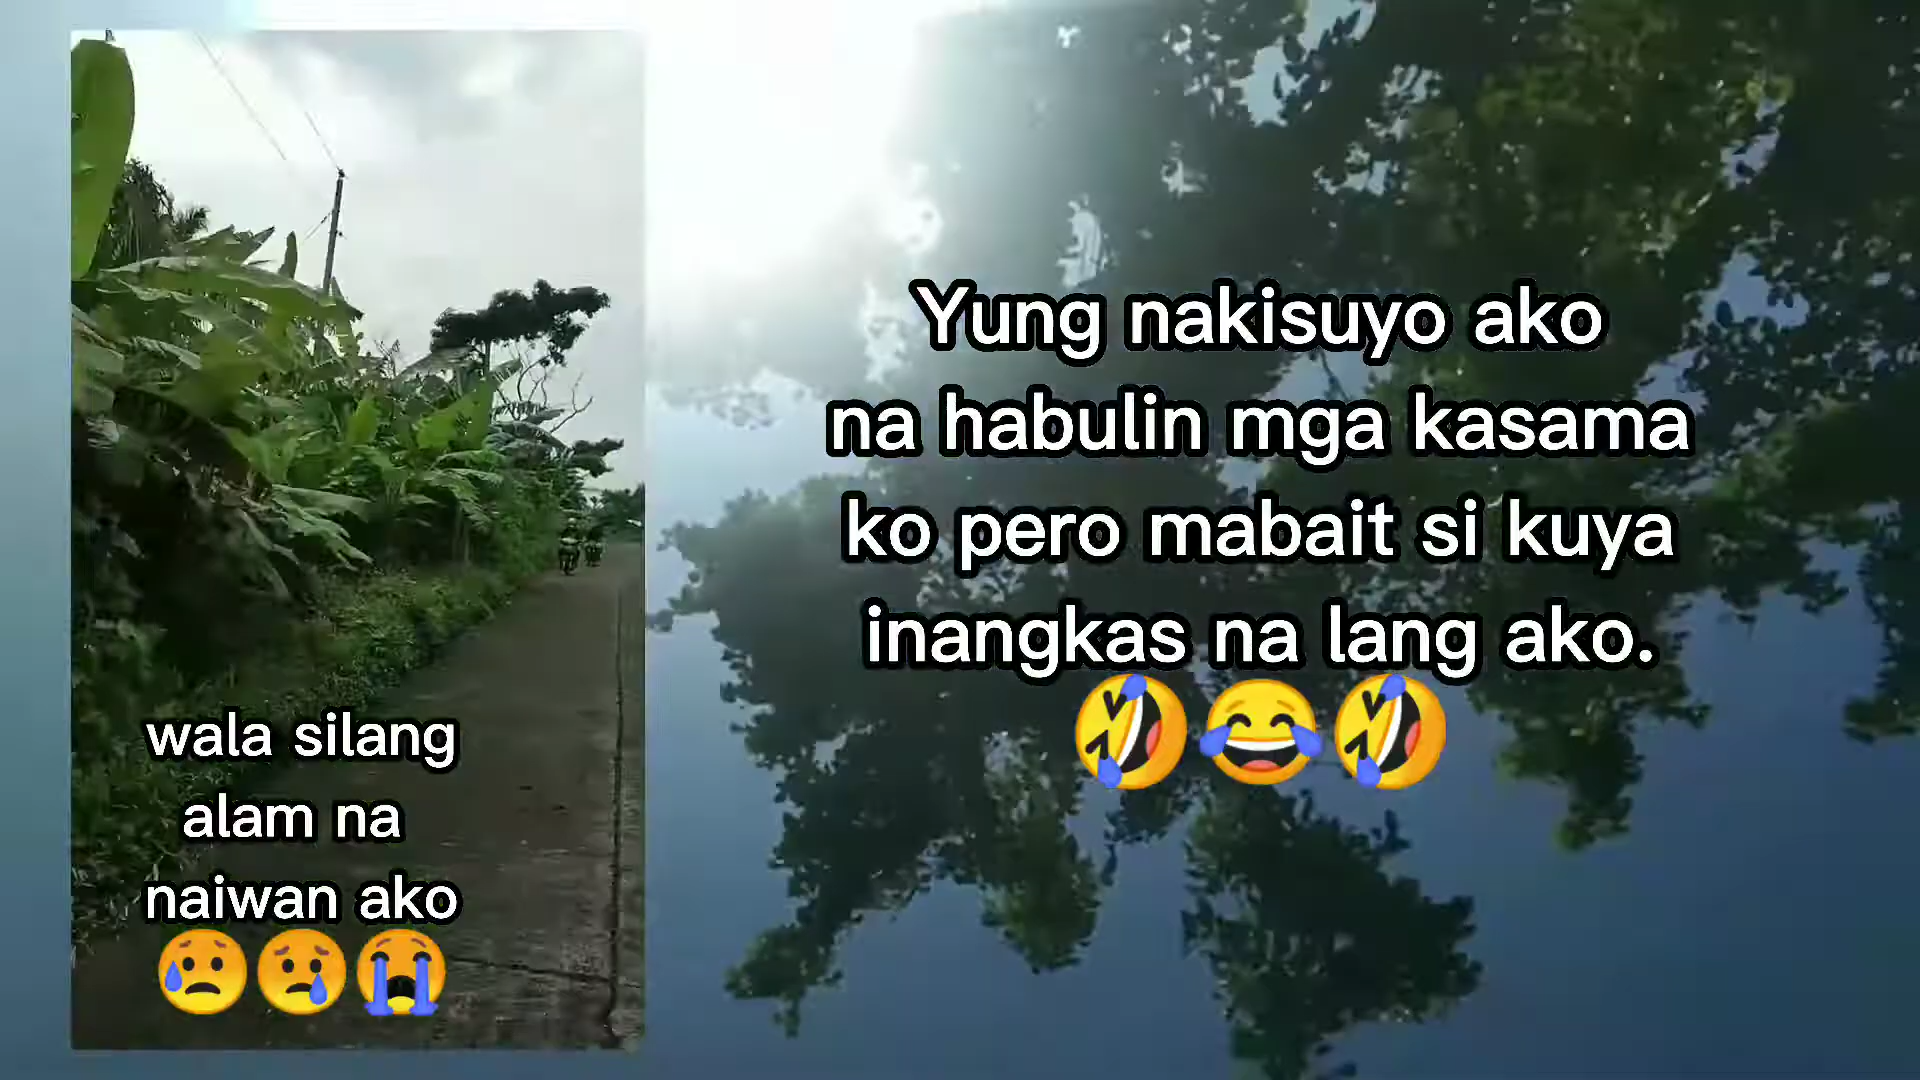 wala silang
alam na
naiwan ako
😥😢😭
Yung nakisuyo ako
na habulin mga kasama
ko pero mabait si kuya
inangkas na lang ako.
🤣😂🤣